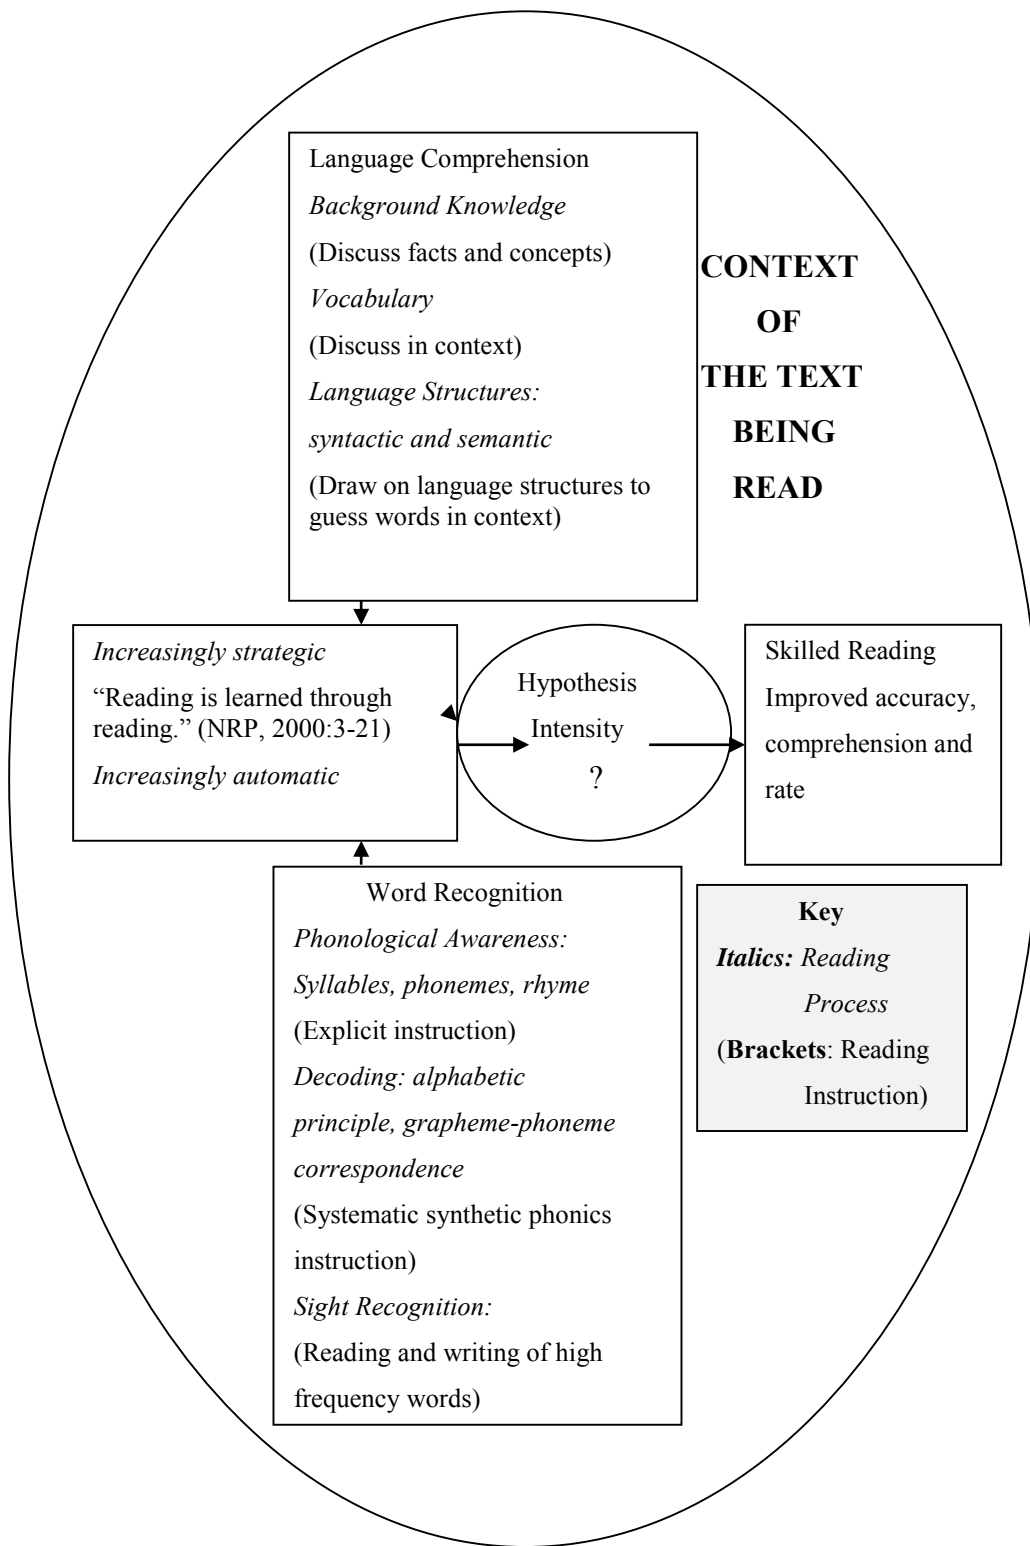 Language Comprehension
Background Knowledge
(Discuss facts and concepts)
Vocabulary
(Discuss in context)
Language Structures:
syntactic and semantic
(Draw on language structures to
guess words in context)
CONTEXT
OF
THE TEXT
BEING
READ
Increasingly strategic
“Reading is learned through
reading.” (NRP, 2000:3-21)
Increasingly automatic
Hypothesis
Intensity
?
Skilled Reading
Improved accuracy,
comprehension and
rate
Word Recognition
Phonological Awareness:
Syllables, phonemes, rhyme
(Explicit instruction)
Decoding: alphabetic
principle, grapheme-phoneme
correspondence
(Systematic synthetic phonics
instruction)
Sight Recognition:
(Reading and writing of high
frequency words)
Key
Italics: Reading
Process
(Brackets: Reading
Instruction)